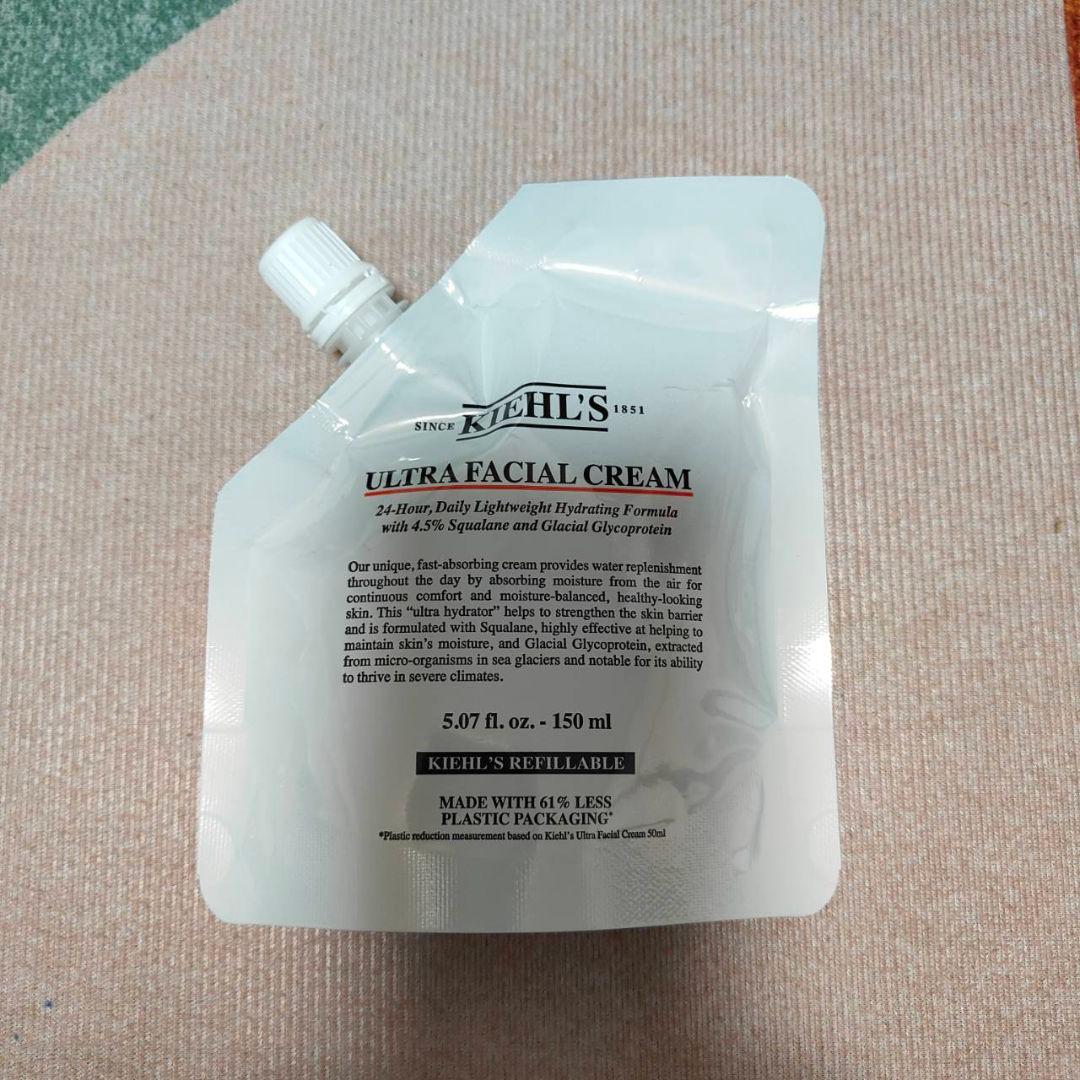 SINCE KIEHL'S 1851
ULTRA FACIAL CREAM
24-Hour, Daily Lightweight Hydrating Formula
with 4.5% Squalane and Glacial Glycoprotein
Our unique, fast-absorbing cream provides water replenishment
throughout the day by absorbing moisture from the air for
continuous comfort and moisture-balanced, healthy-looking
skin. This “ultra hydrator” helps to strengthen the skin barrier
and is formulated with Squalane, highly effective at helping to
maintain skin’s moisture, and Glacial Glycoprotein, extracted
from micro-organisms in sea glaciers and notable for its ability
to thrive in severe climates.
5.07 fl. oz. - 150 ml
KIEHL’S REFILLABLE
MADE WITH 61% LESS
PLASTIC PACKAGING*
*Plastic reduction measurement based on Kiehl’s Ultra Facial Cream 50ml